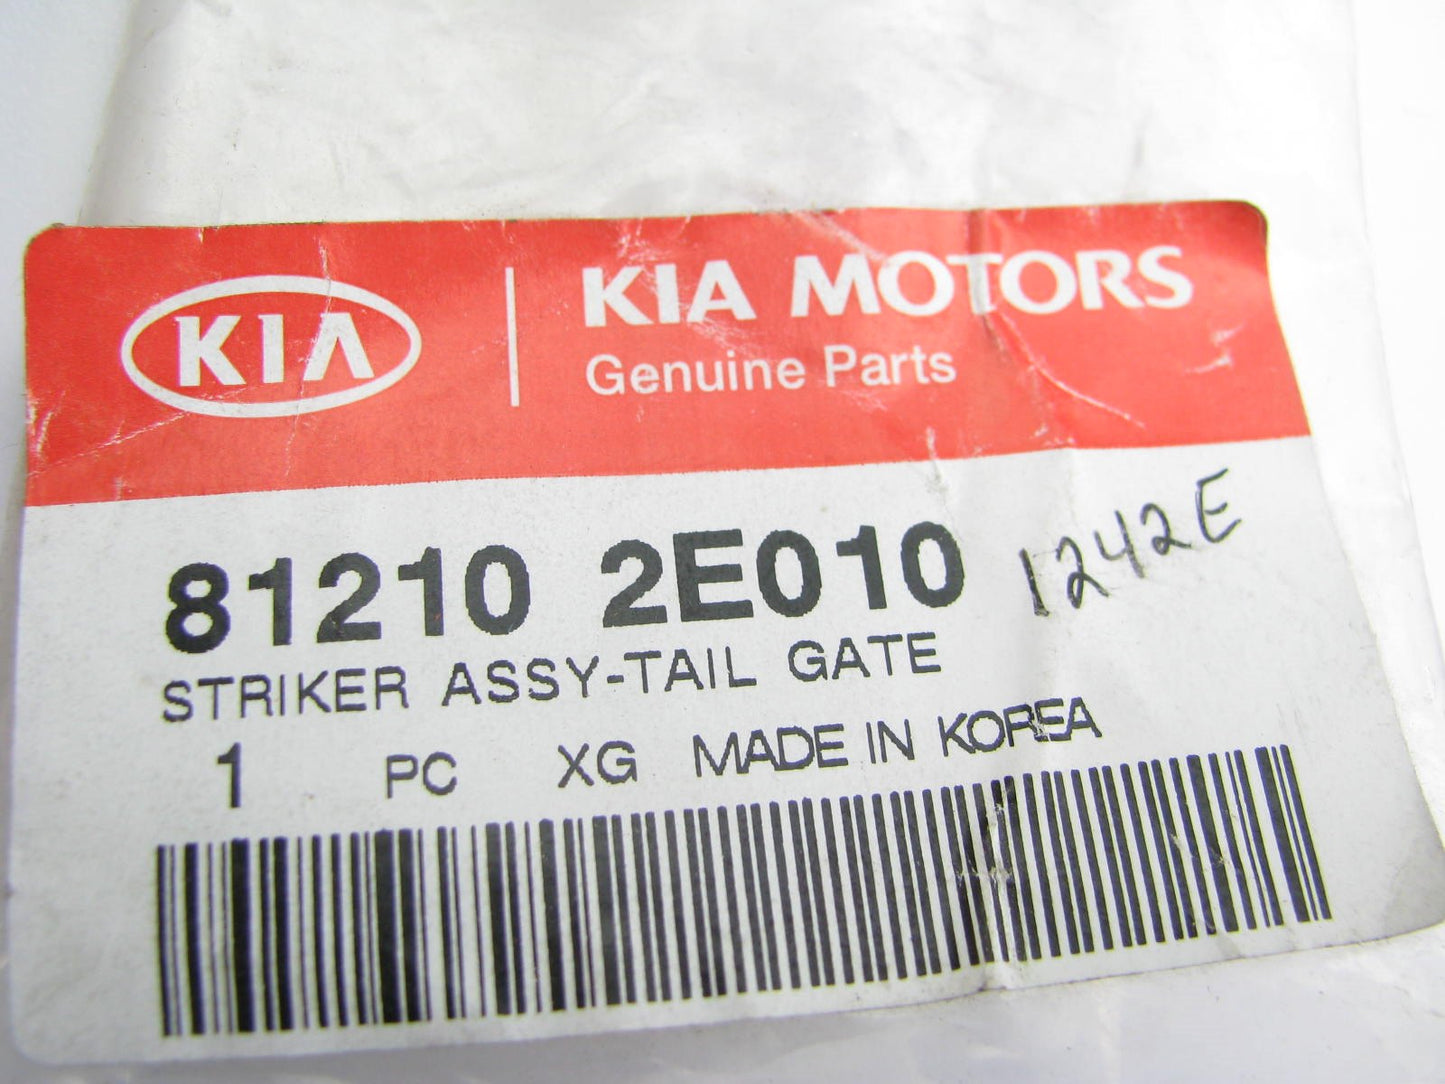 KIA
KIA MOTORS
Genuine Parts
81210 2E010 1242E
STRIKER ASSY-TAIL GATE
1 PC XG MADE IN KOREA